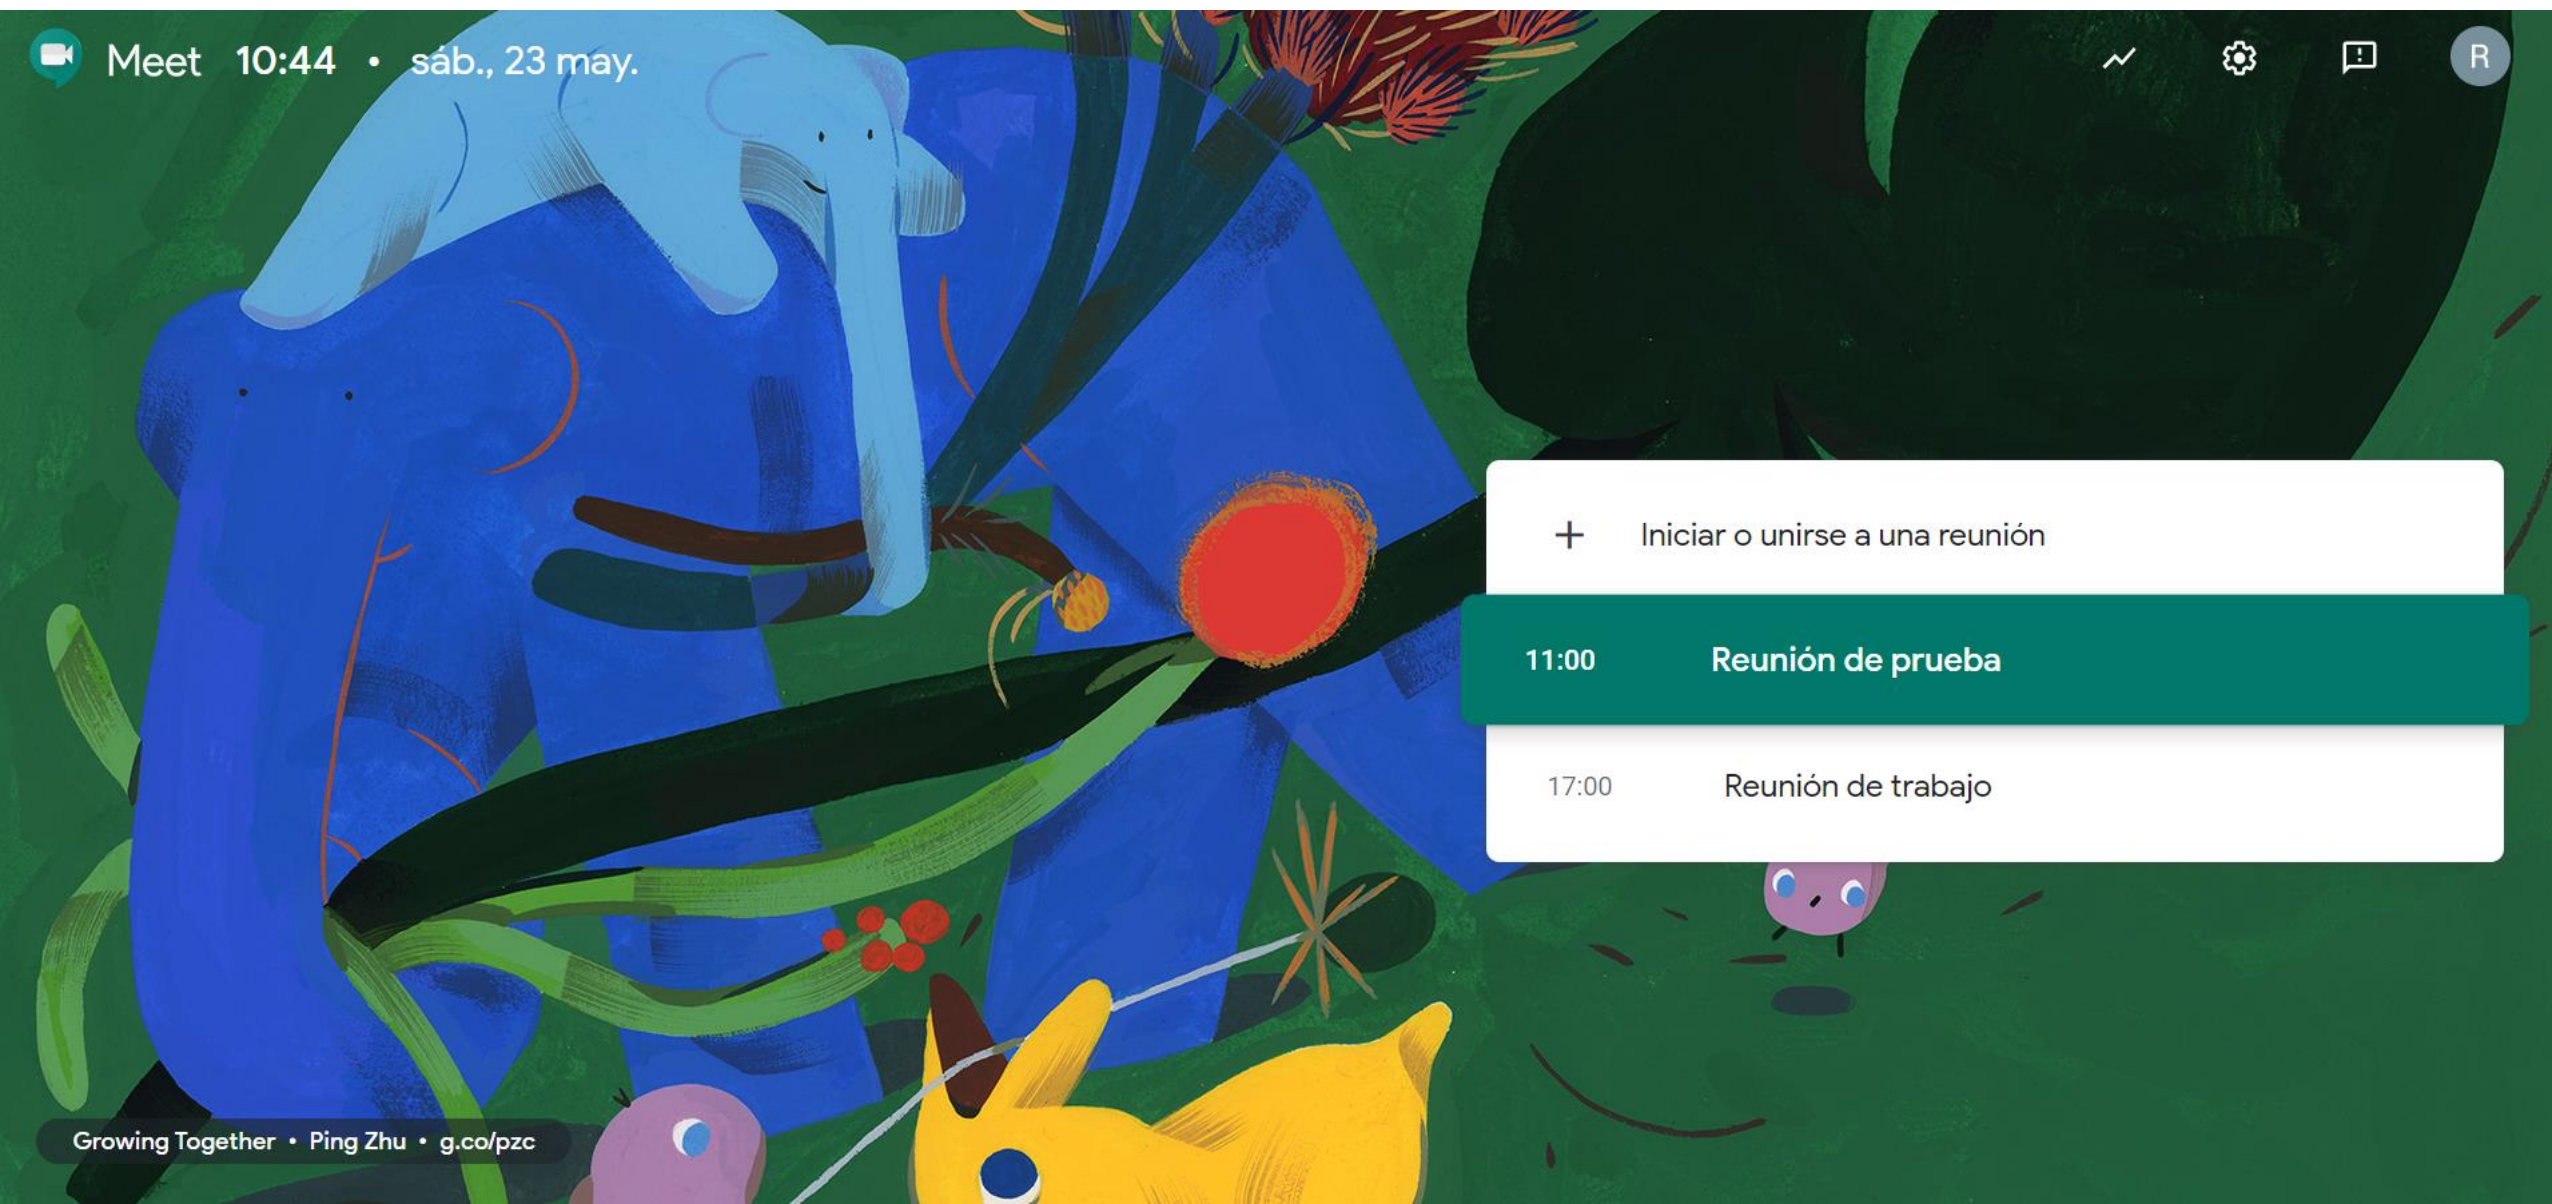 Meet 10:44 • sáb., 23 may.
R
Iniciar o unirse a una reunión
11:00 Reunión de prueba
17:00 Reunión de trabajo
Growing Together • Ping Zhu • g.co/pzc